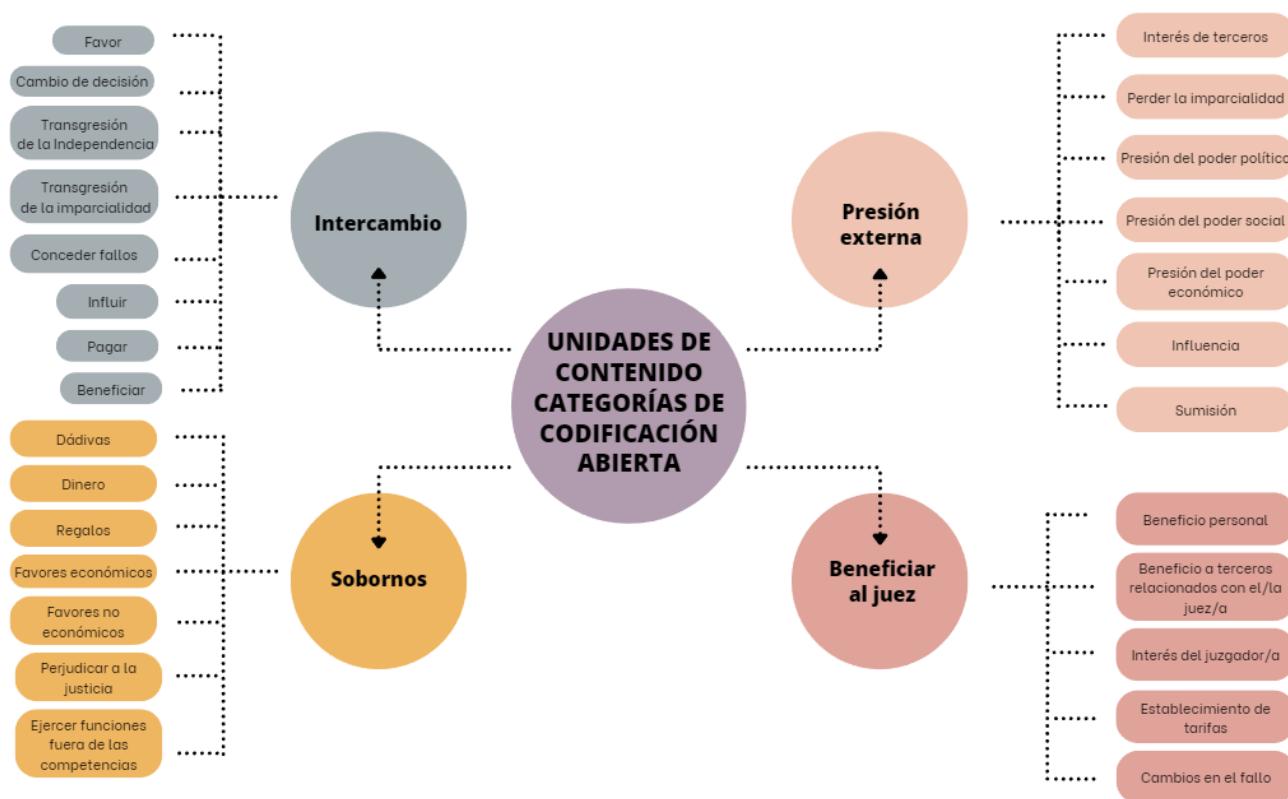 Favor
Cambio de decisión
Transgresión
de la Independencia
Transgresión
de la imparcialidad
Conceder fallos
Influir
Pagar
Beneficiar
Intercambio
Dádivas
Dinero
Regalos
Favores económicos
Favores no
económicos
Perjudicar a la
justicia
Ejercer funciones
fuera de las
competencias
Sobornos
UNIDADES DE
CONTENIDO
CATEGORÍAS DE
CODIFICACIÓN
ABIERTA
Presión
externa
Interés de terceros
Perder la imparcialidad
Presión del poder político
Presión del poder social
Presión del poder
económico
Influencia
Sumisión
Beneficiar
al juez
Beneficio personal
Beneficio a terceros
relacionados con el/la
juez/a
Interés del juzgador/a
Establecimiento de
tarifas
Cambios en el fallo